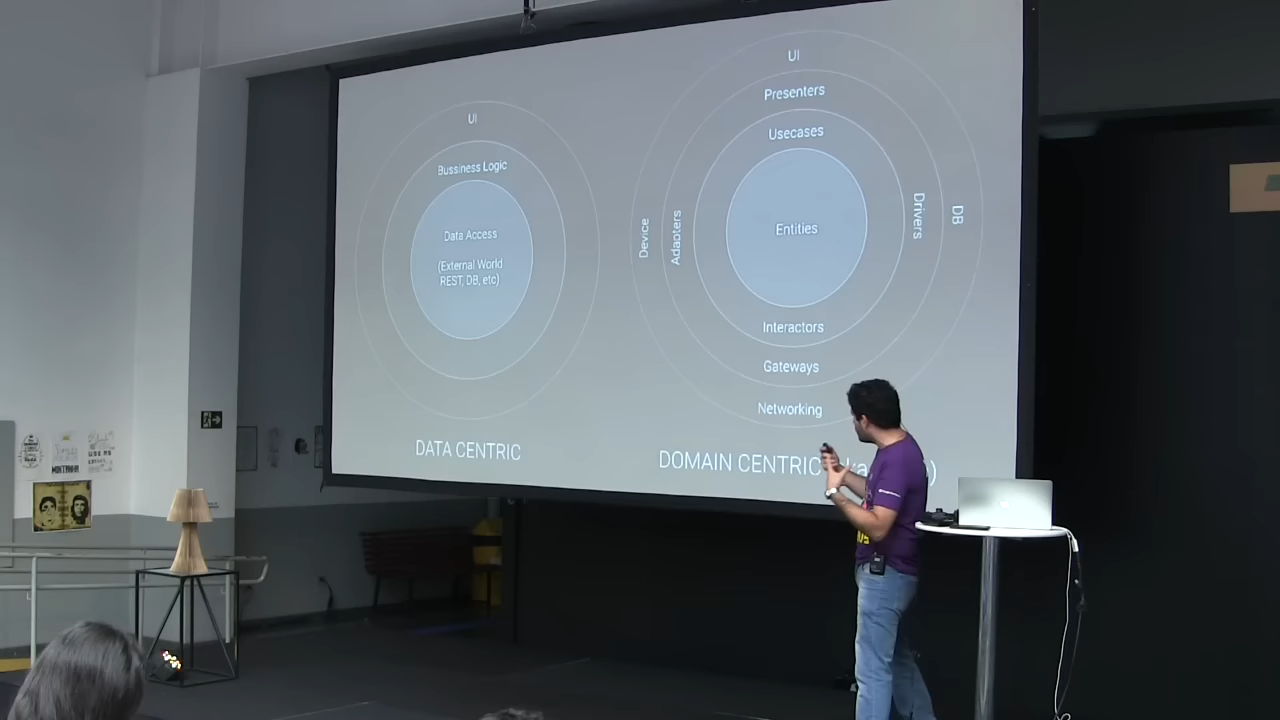 UI
Bussiness Logic
Data Access
(External World
REST, DB, etc)
DATA CENTRIC
UI
Presenters
Usecases
Entities
Device
Adapters
Drivers
DB
Interactors
Gateways
Networking
DOMAIN CENTRIC